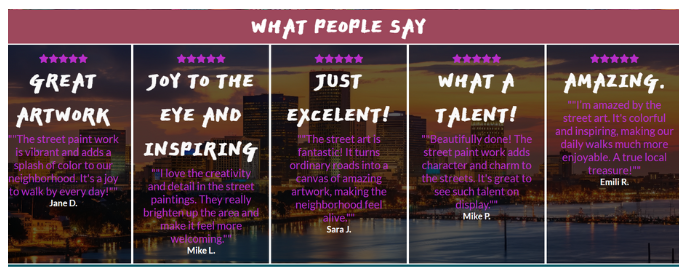 WHAT PEOPLE SAY
GREAT
ARTWORK
""The street paint work
is vibrant and adds a
splash of color to our
neighborhood. It's a joy
to walk by every day!""
Jane D.
JOY TO THE
EYE AND
INSPIRING
""I love the creativity
and detail in the street
paintings. They really
brighten up the area and
make it feel more
welcoming.""
Mike L.
JUST
EXCELENT!
""The street art is
fantastic! It turns
ordinary roads into a
canvas of amazing
artwork, making the
neighborhood feel
alive.""
Sara J.
WHAT A
TALENT!
""Beautifully done! The
street paint work adds
character and charm to
the streets. It's great to
see such talent on
display.""
Mike P.
AMAZING.
""I'm amazed by the
street art. It's colorful
and inspiring, making our
daily walks much more
enjoyable. A true local
treasure!""
Emili R.